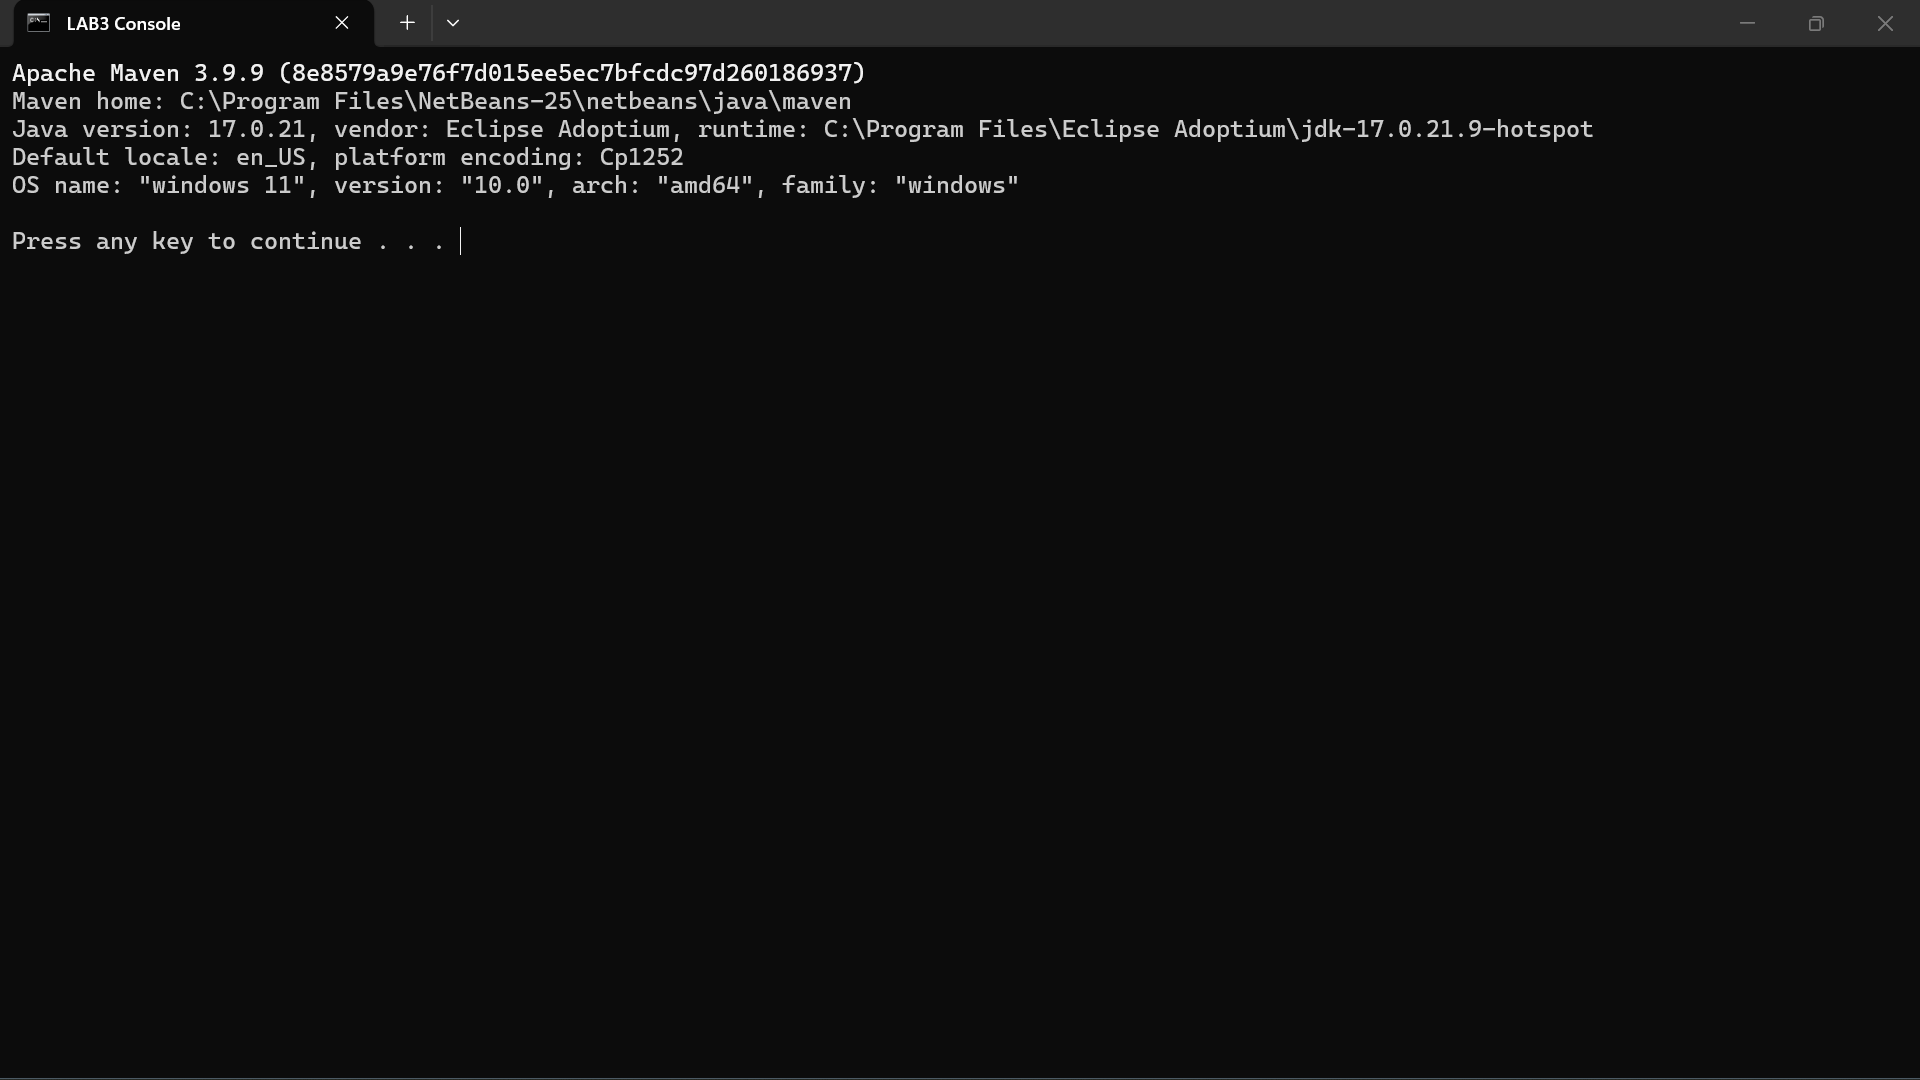 LAB3 Console
Apache Maven 3.9.9 (8e8579a9e76f7d015ee5ec7bfcdc97d260186937)
Maven home: C:\Program Files\NetBeans-25\netbeans\java\maven
Java version: 17.0.21, vendor: Eclipse Adoptium, runtime: C:\Program Files\Eclipse Adoptium\jdk-17.0.21.9-hotspot
Default locale: en_US, platform encoding: Cp1252
OS name: "windows 11", version: "10.0", arch: "amd64", family: "windows"
Press any key to continue . . .